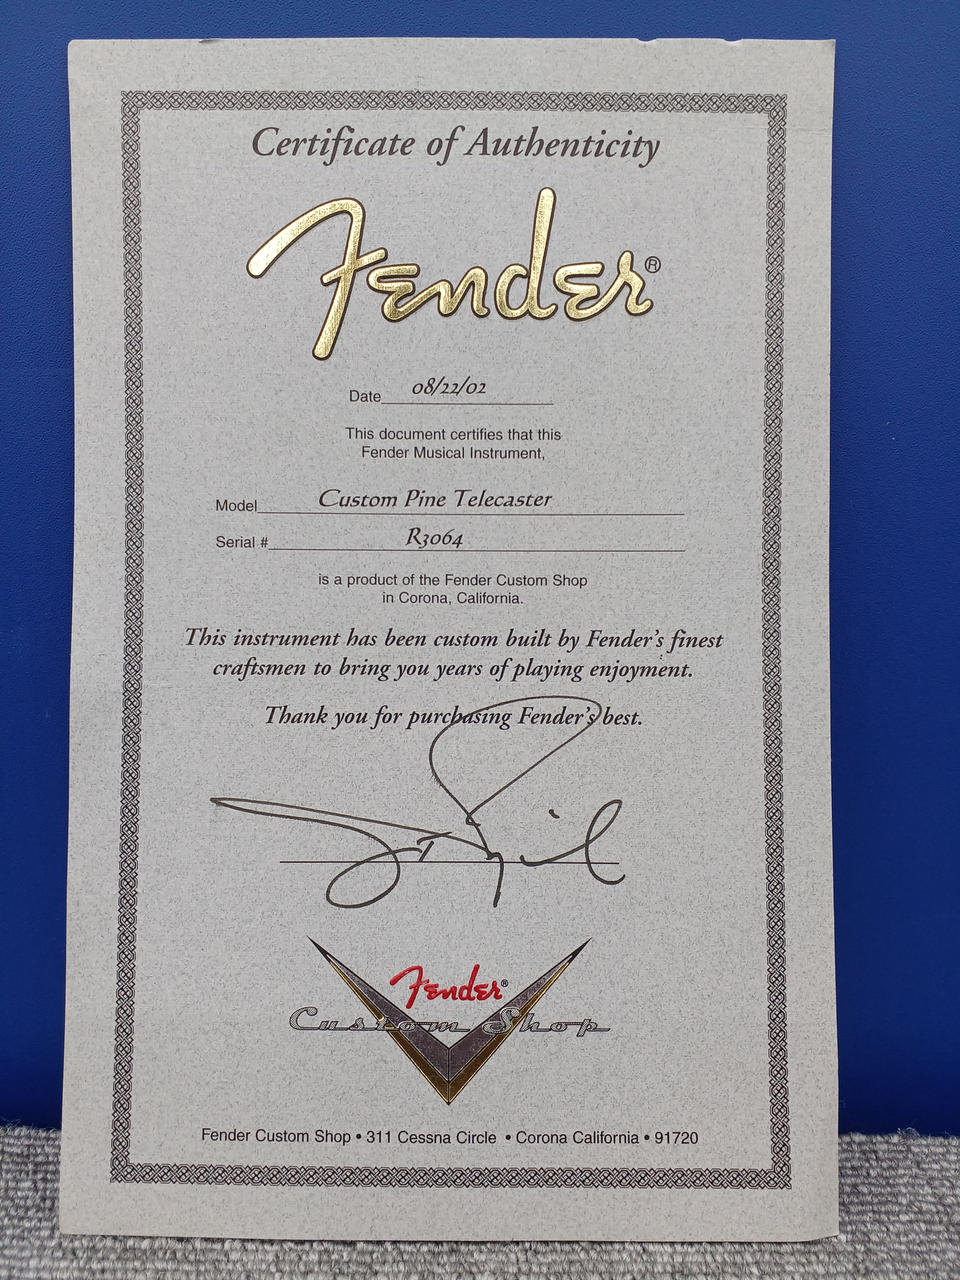 Certificate of Authenticity
Fender®
Date 08/22/02
This document certifies that this
Fender Musical Instrument,
Model Custom Pine Telecaster
Serial # R3064
is a product of the Fender Custom Shop
in Corona, California.
This instrument has been custom built by Fender's finest
craftsmen to bring you years of playing enjoyment.
Thank you for purchasing Fender's best.
Fender®
Custom Shop
Fender Custom Shop • 311 Cessna Circle • Corona California • 91720